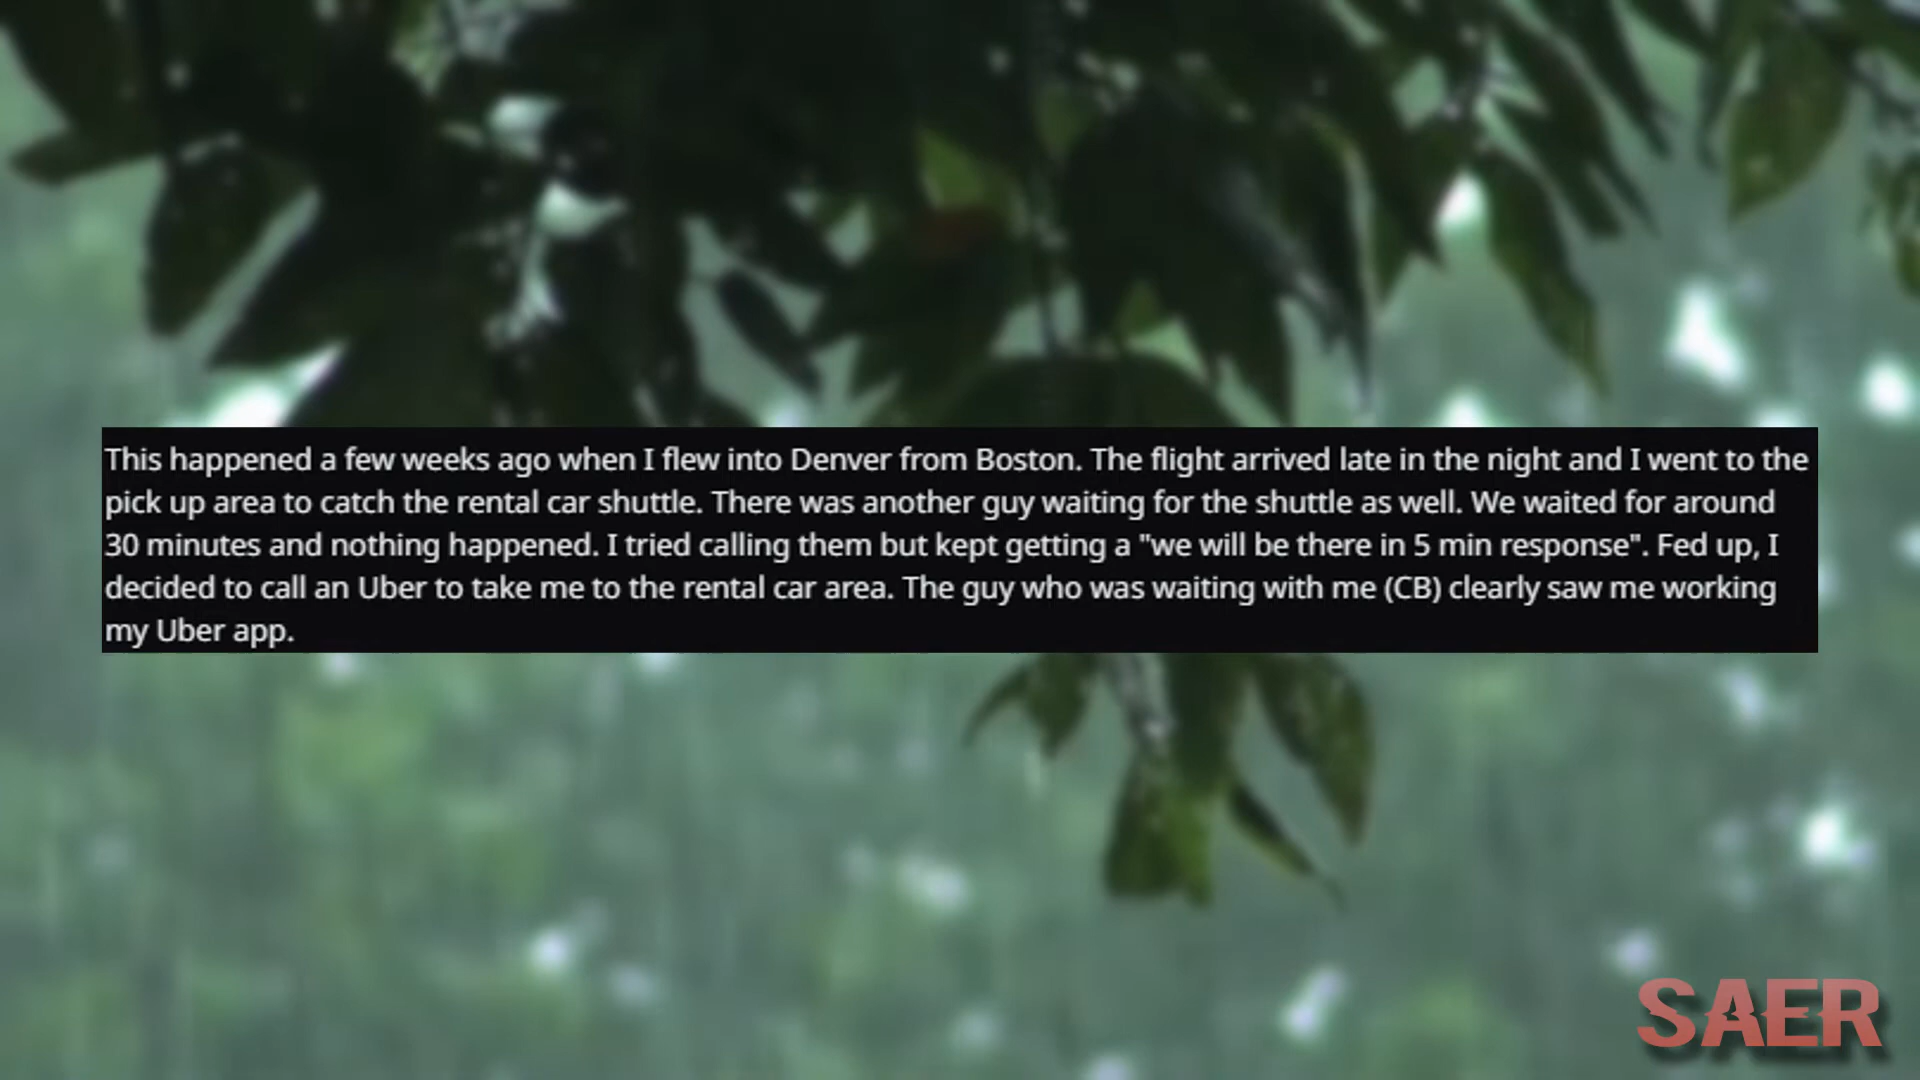 This happened a few weeks ago when I flew into Denver from Boston. The flight arrived late in the night and I went to the
pick up area to catch the rental car shuttle. There was another guy waiting for the shuttle as well. We waited for around
30 minutes and nothing happened. I tried calling them but kept getting a "we will be there in 5 min response". Fed up, I
decided to call an Uber to take me to the rental car area. The guy who was waiting with me (CB) clearly saw me working
my Uber app.
SAER